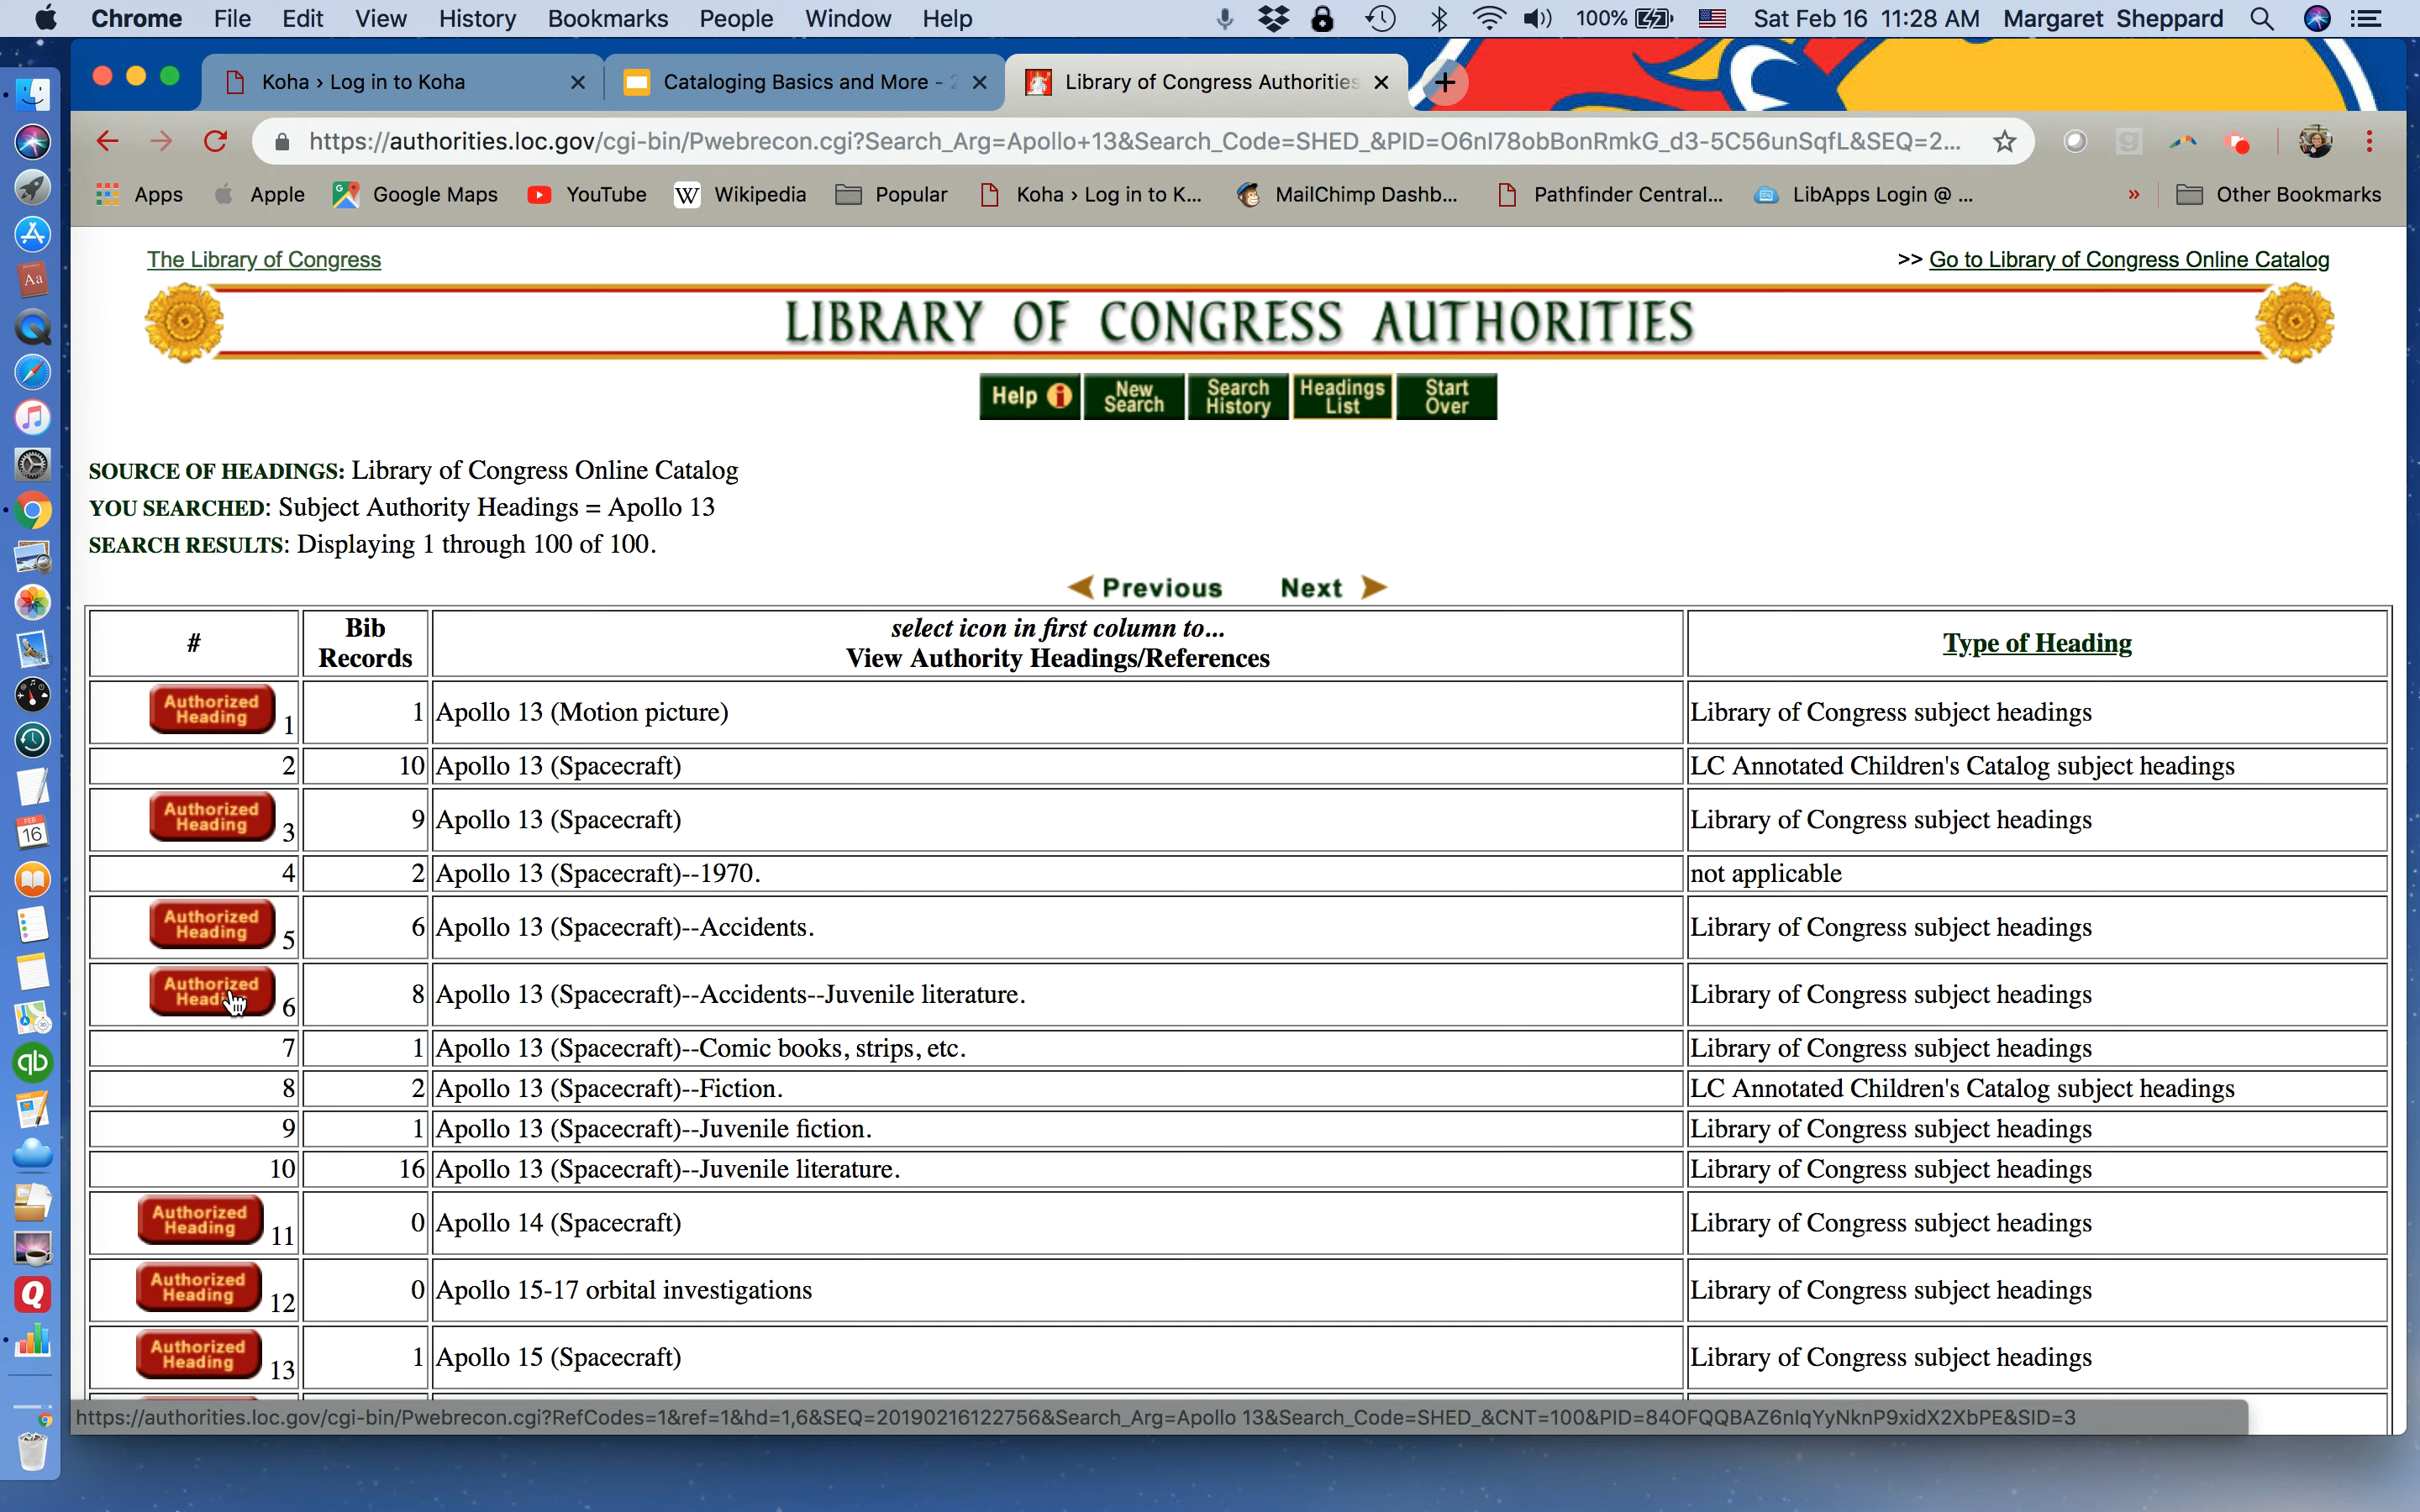 Chrome File Edit View History Bookmarks People Window Help 100% Sat Feb 16 11:28 AM Margaret Sheppard
Koha › Log in to Koha
Cataloging Basics and More -
Library of Congress Authorities
https://authorities.loc.gov/cgi-bin/Pwebrecon.cgi?Search_Arg=Apollo+13&Search_Code=SHED_&PID=O6nI78obBonRmkG_d3-5C56unSqfL&SEQ=2...
Apps Apple Google Maps YouTube Wikipedia Popular Koha › Log in to K... MailChimp Dashb... Pathfinder Central... LibApps Login @ ... » Other Bookmarks
The Library of Congress
>> Go to Library of Congress Online Catalog
LIBRARY OF CONGRESS AUTHORITIES
Help New Search Search History Headings List Start Over
SOURCE OF HEADINGS: Library of Congress Online Catalog
YOU SEARCHED: Subject Authority Headings = Apollo 13
SEARCH RESULTS: Displaying 1 through 100 of 100.
Previous Next
# Bib Records select icon in first column to... View Authority Headings/References Type of Heading
Authorized Heading 1 1 Apollo 13 (Motion picture) Library of Congress subject headings
2 10 Apollo 13 (Spacecraft) LC Annotated Children's Catalog subject headings
Authorized Heading 3 9 Apollo 13 (Spacecraft) Library of Congress subject headings
4 2 Apollo 13 (Spacecraft)--1970. not applicable
Authorized Heading 5 6 Apollo 13 (Spacecraft)--Accidents. Library of Congress subject headings
Authorized Heading 6 8 Apollo 13 (Spacecraft)--Accidents--Juvenile literature. Library of Congress subject headings
7 1 Apollo 13 (Spacecraft)--Comic books, strips, etc. Library of Congress subject headings
8 2 Apollo 13 (Spacecraft)--Fiction. LC Annotated Children's Catalog subject headings
9 1 Apollo 13 (Spacecraft)--Juvenile fiction. Library of Congress subject headings
10 16 Apollo 13 (Spacecraft)--Juvenile literature. Library of Congress subject headings
Authorized Heading 11 0 Apollo 14 (Spacecraft) Library of Congress subject headings
Authorized Heading 12 0 Apollo 15-17 orbital investigations Library of Congress subject headings
Authorized Heading 13 1 Apollo 15 (Spacecraft) Library of Congress subject headings
https://authorities.loc.gov/cgi-bin/Pwebrecon.cgi?RefCodes=1&ref=1&hd=1,6&SEQ=20190216122756&Search_Arg=Apollo 13&Search_Code=SHED_&CNT=100&PID=84OFQQBAZ6nlqYyNknP9xidX2XbPE&SID=3